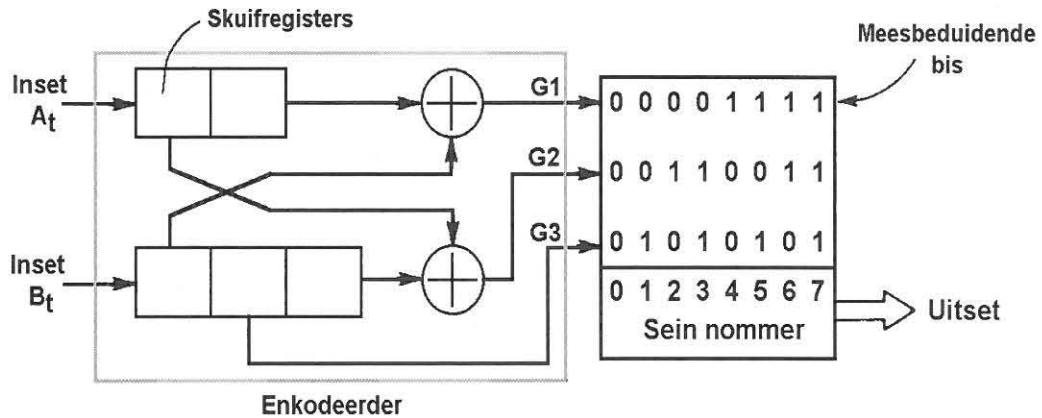 Skuifregisters
Meesbeduidende
bis
Inset
At
G1
0 0 0 0 1 1 1 1
G2
0 0 1 1 0 0 1 1
G3
0 1 0 1 0 1 0 1
Inset
Bt
0 1 2 3 4 5 6 7
Sein nommer
Uitset
Enkodeerder